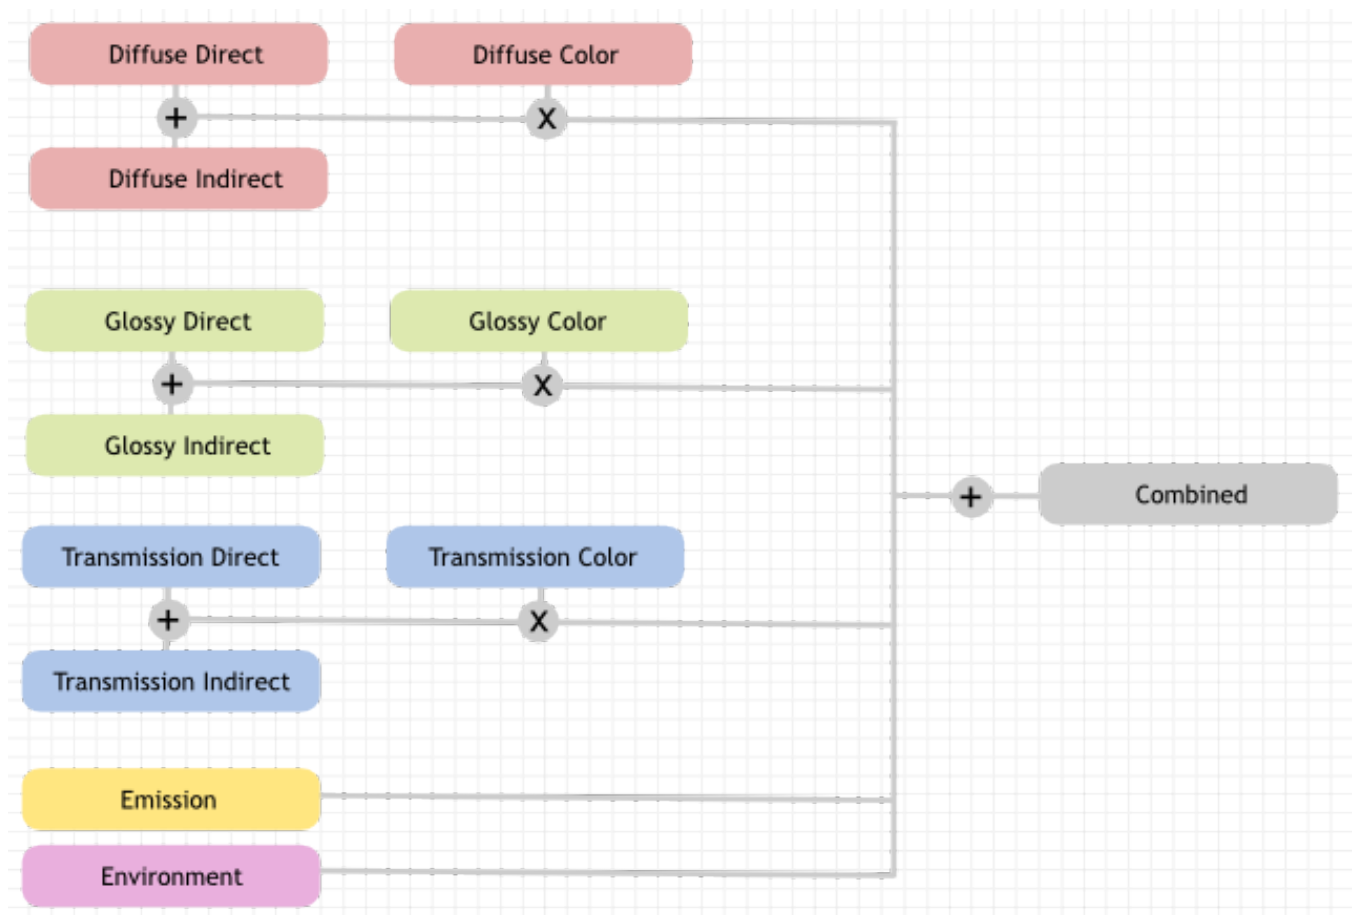 Diffuse Direct
Diffuse Color
+
X
Diffuse Indirect
Glossy Direct
Glossy Color
+
X
Glossy Indirect
+
Combined
Transmission Direct
Transmission Color
+
X
Transmission Indirect
Emission
Environment